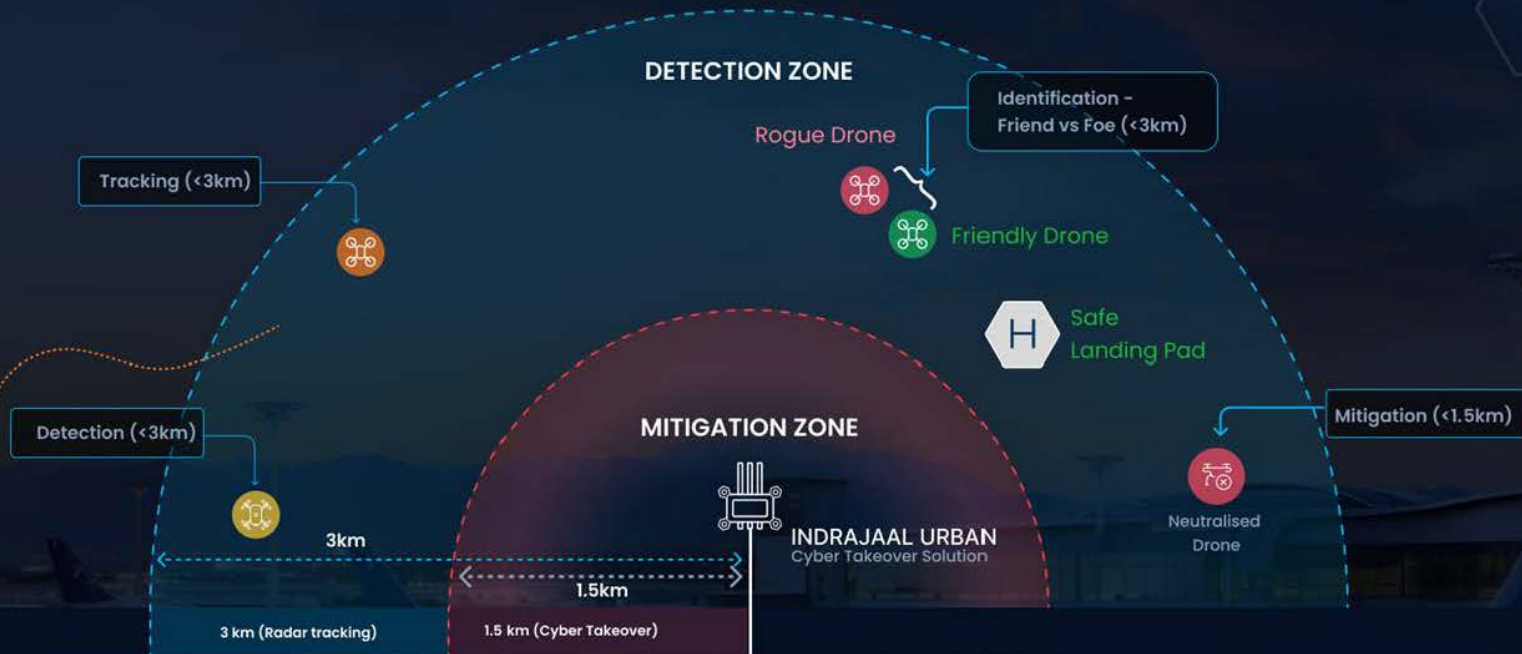 DETECTION ZONE
Identification -
Friend vs Foe (<3km)
Rogue Drone
Tracking (<3km)
Friendly Drone
H
Safe
Landing Pad
Detection (<3km)
MITIGATION ZONE
Mitigation (<1.5km)
Neutralised
Drone
INDRAJAAL URBAN
Cyber Takeover Solution
3km
1.5km
3 km (Radar tracking)
1.5 km (Cyber Takeover)